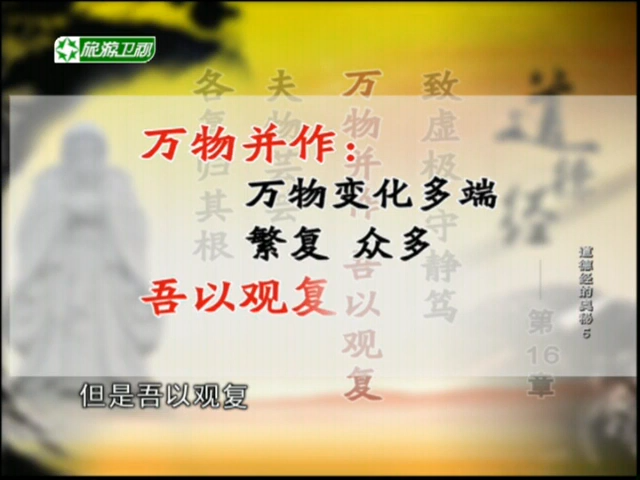 旅游卫视
万物并作：
万物变化多端
繁复 众多
吾以观复
致虚极守静笃
万物并作吾以观复
夫物芸芸
各复归其根
道德经
——第16章
道德经的奥秘 5
但是吾以观复